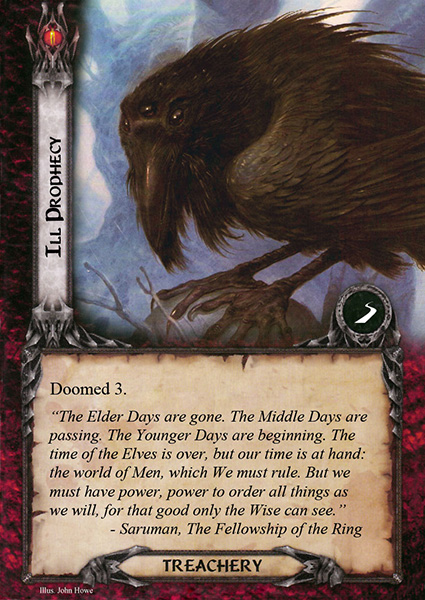 ILL PROPHECY
Doomed 3.
“The Elder Days are gone. The Middle Days are
passing. The Younger Days are beginning. The
time of the Elves is over, but our time is at hand:
the world of Men, which We must rule. But we
must have power, power to order all things as
we will, for that good only the Wise can see.”
- Saruman, The Fellowship of the Ring
TREACHERY
Illus. John Howe